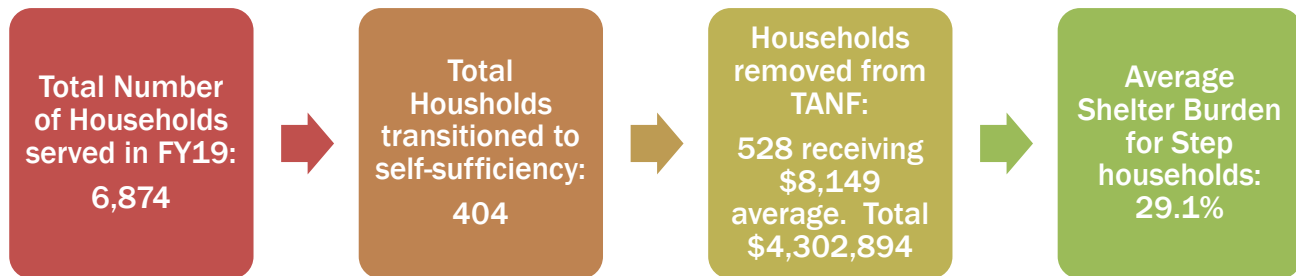 Total Number
of Households
served in FY19:
6,874
Total
Housholds
transitioned to
self-sufficiency:
404
Households
removed from
TANF:
528 receiving
$8,149
average.  Total
$4,302,894
Average
Shelter Burden
for Step
households:
29.1%